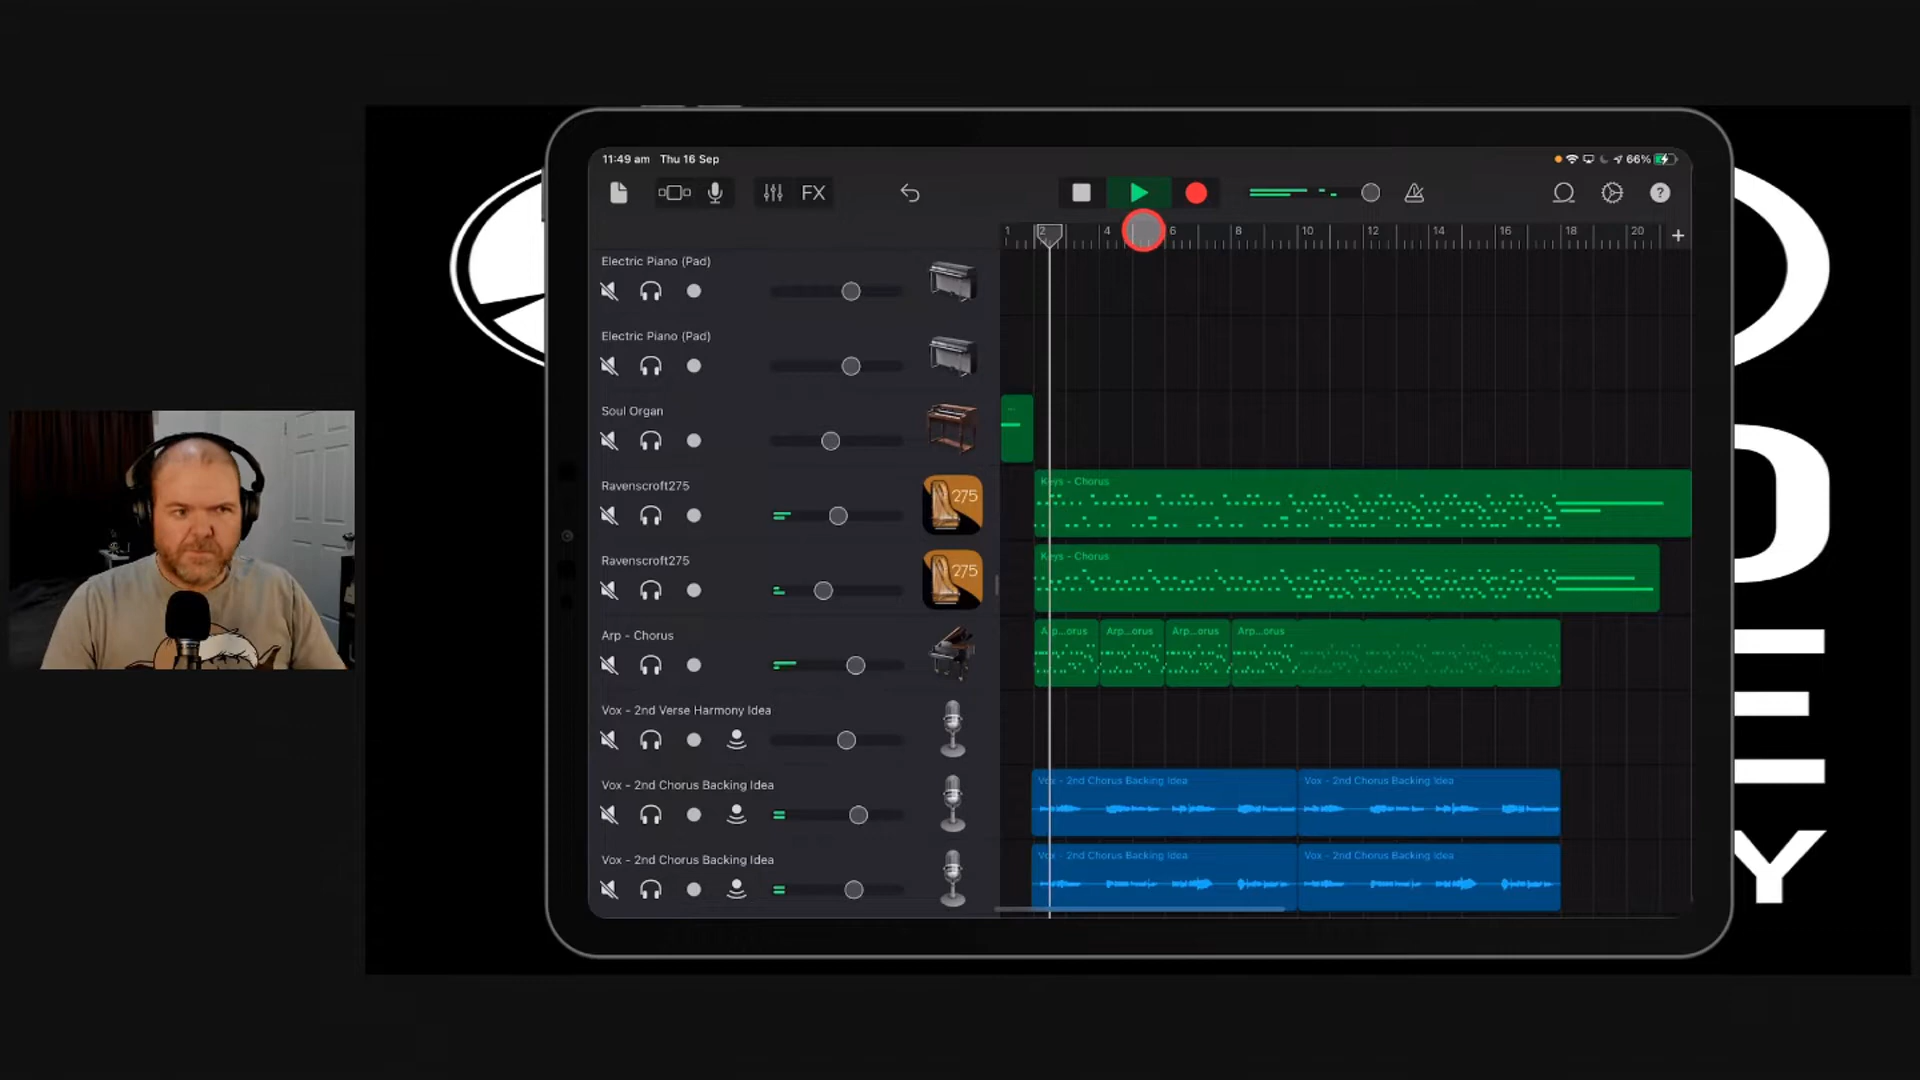 11:49 am Thu 16 Sep
66%
FX
?
1 2 4 6 8 10 12 14 16 18 20 +
Electric Piano (Pad)
Electric Piano (Pad)
Soul Organ
...
Ravenscroft275
275
Keys - Chorus
Ravenscroft275
275
Keys - Chorus
Arp - Chorus
Arp...orus Arp...orus Arp...orus Arp...orus
Vox - 2nd Verse Harmony Idea
Vox - 2nd Chorus Backing Idea
Vox - 2nd Chorus Backing Idea Vox - 2nd Chorus Backing Idea
Vox - 2nd Chorus Backing Idea
Vox - 2nd Chorus Backing Idea Vox - 2nd Chorus Backing Idea